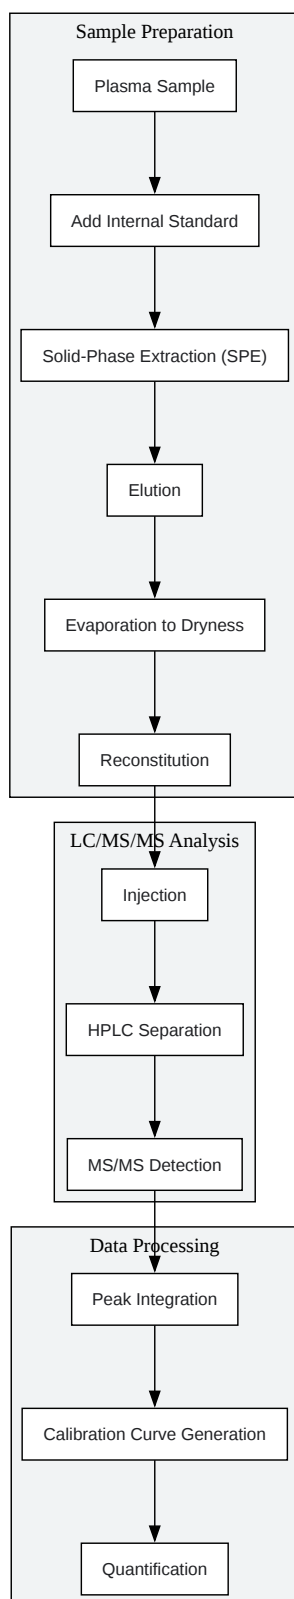 Sample Preparation
Plasma Sample
Add Internal Standard
Solid-Phase Extraction (SPE)
Elution
Evaporation to Dryness
Reconstitution
LC/MS/MS Analysis
Injection
HPLC Separation
MS/MS Detection
Data Processing
Peak Integration
Calibration Curve Generation
Quantification